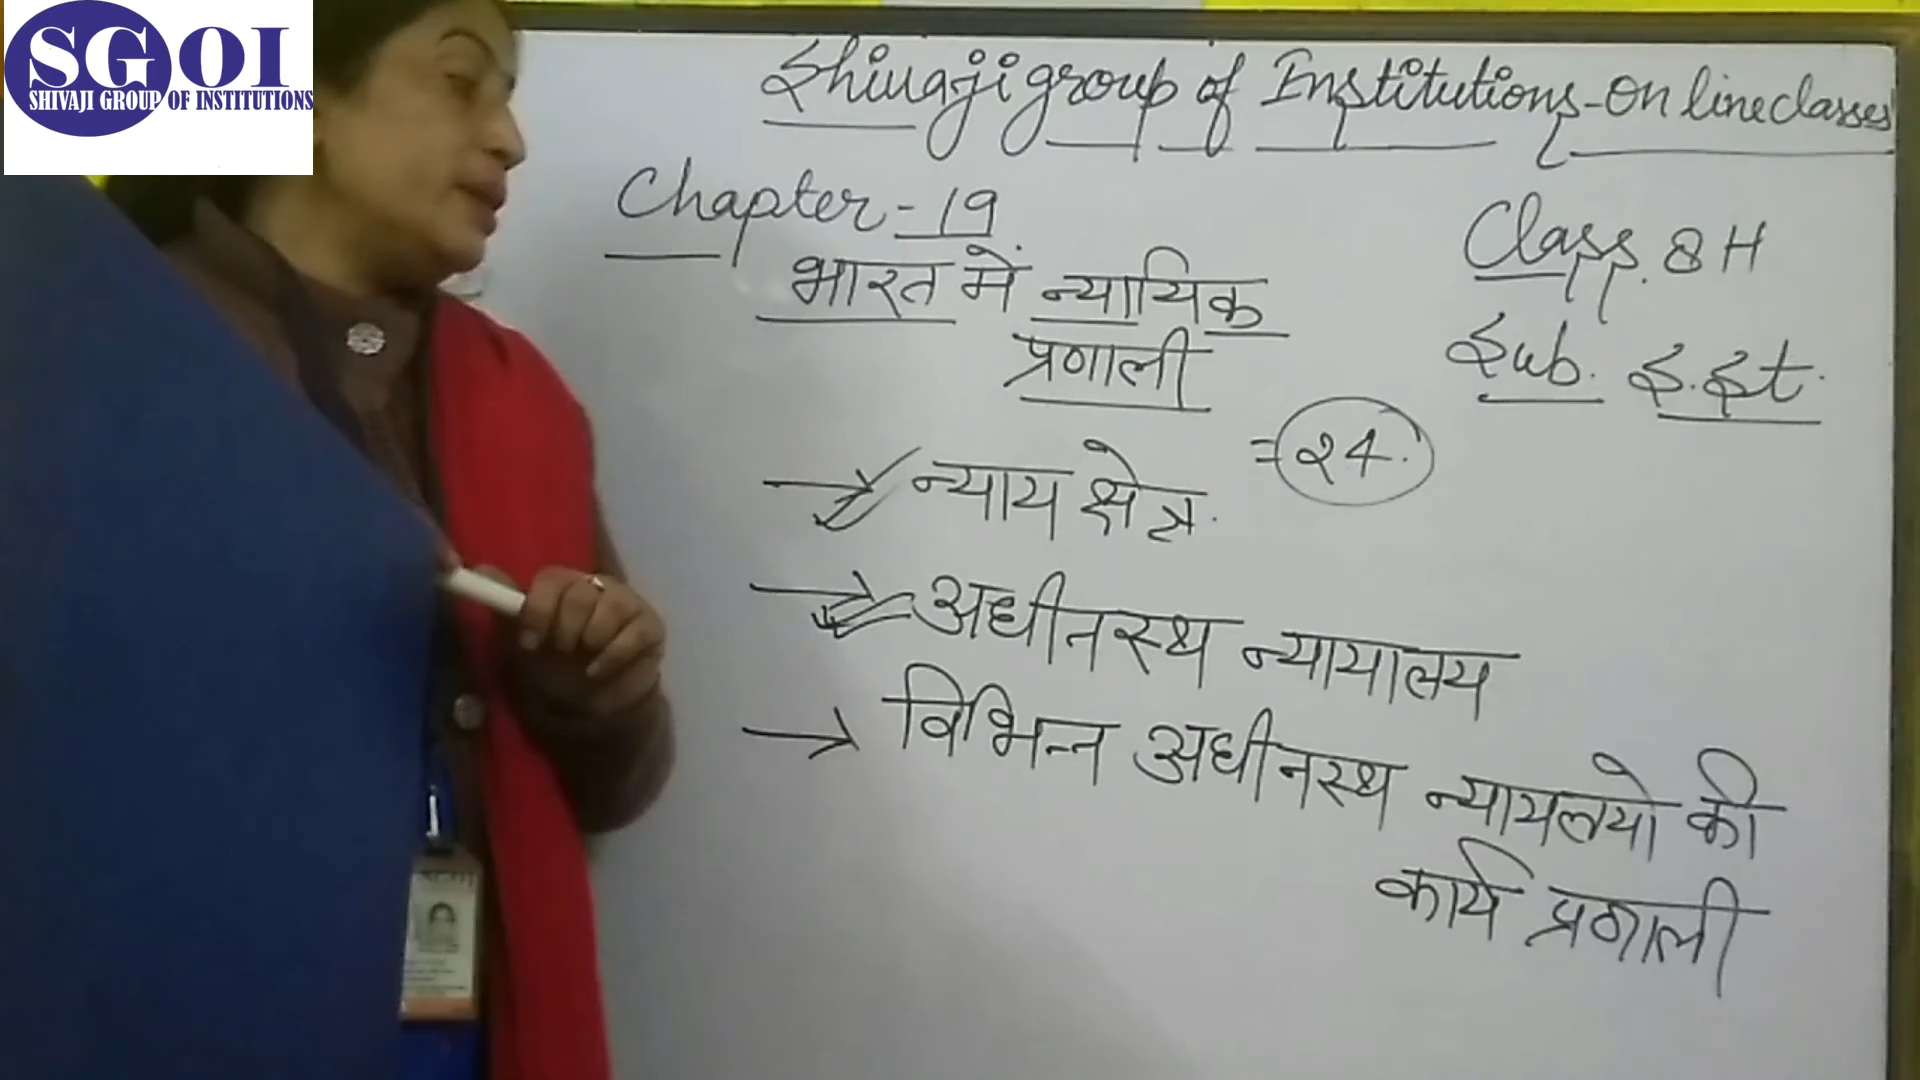 SGOI
SHIVAJI GROUP OF INSTITUTIONS
Shivaji group of Institutions-On line classes
Chapter-19
Class. 8 H
भारत में न्यायिक
प्रणाली
Sub. S.St.
= 24.
→ न्याय क्षेत्र
→ अधीनस्थ न्यायालय
→ विभिन्न अधीनस्थ न्यायलयो की
कार्य प्रणाली